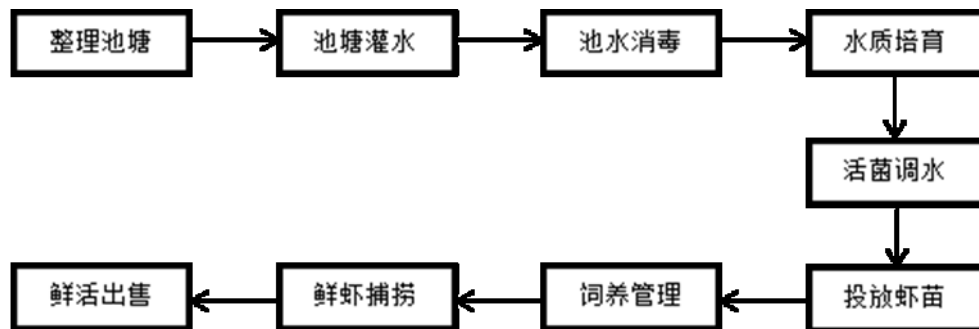 整理池塘
池塘灌水
池水消毒
水质培育
活菌调水
投放虾苗
词养管理
鲜虾捕捞
鲜活出售